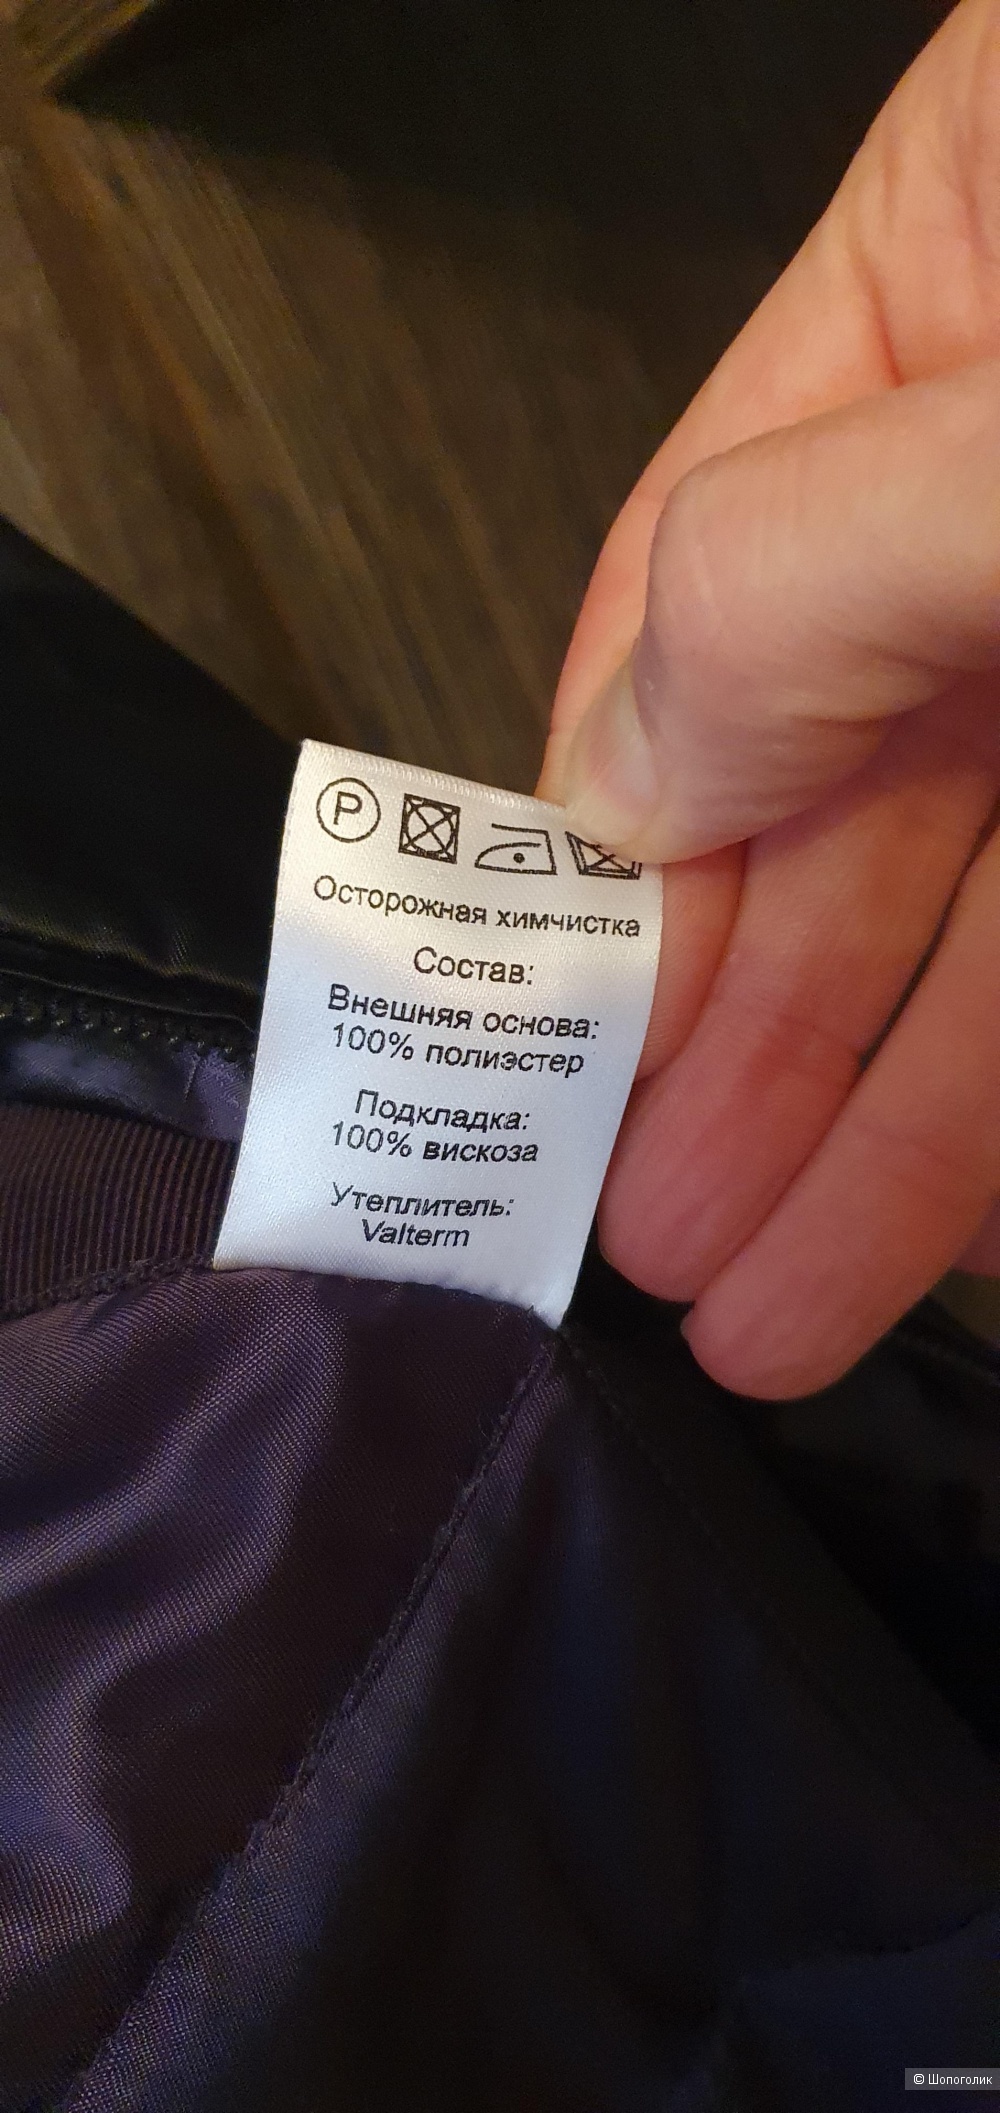 P
Осторожная химчистка
Состав:
Внешняя основа:
100% полиэстер
Подкладка:
100% вискоза
Утеплитель:
Valterm
© Шопоголик